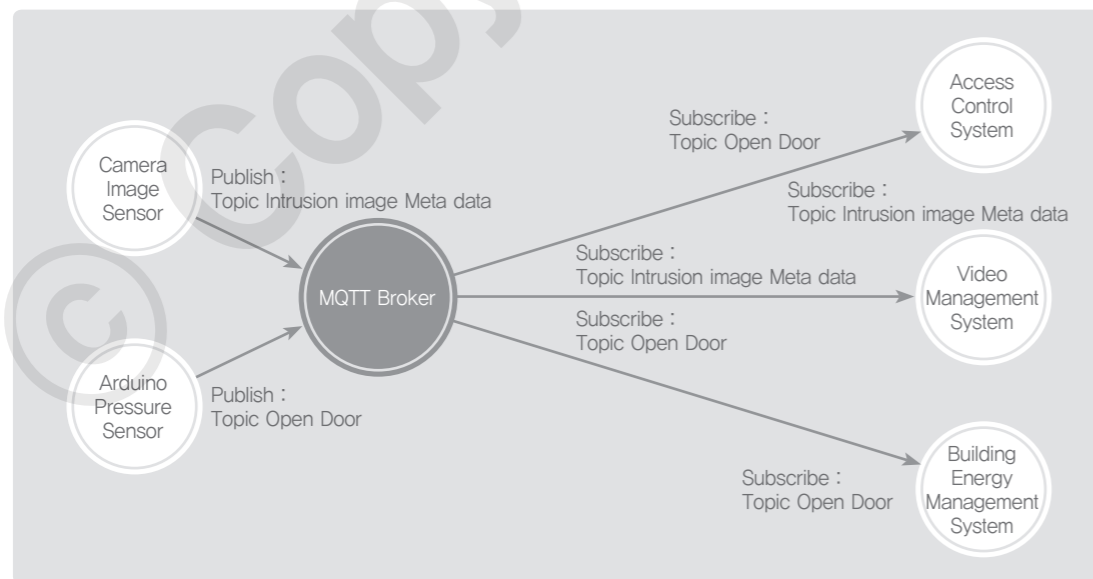 © Copy
Camera
Image
Sensor
Publish :
Topic Intrusion image Meta data
MQTT Broker
Arduino
Pressure
Sensor
Publish :
Topic Open Door
Subscribe :
Topic Open Door
Access
Control
System
Subscribe :
Topic Intrusion image Meta data
Subscribe :
Topic Intrusion image Meta data
Video
Management
System
Subscribe :
Topic Open Door
Subscribe :
Topic Open Door
Building
Energy
Management
System